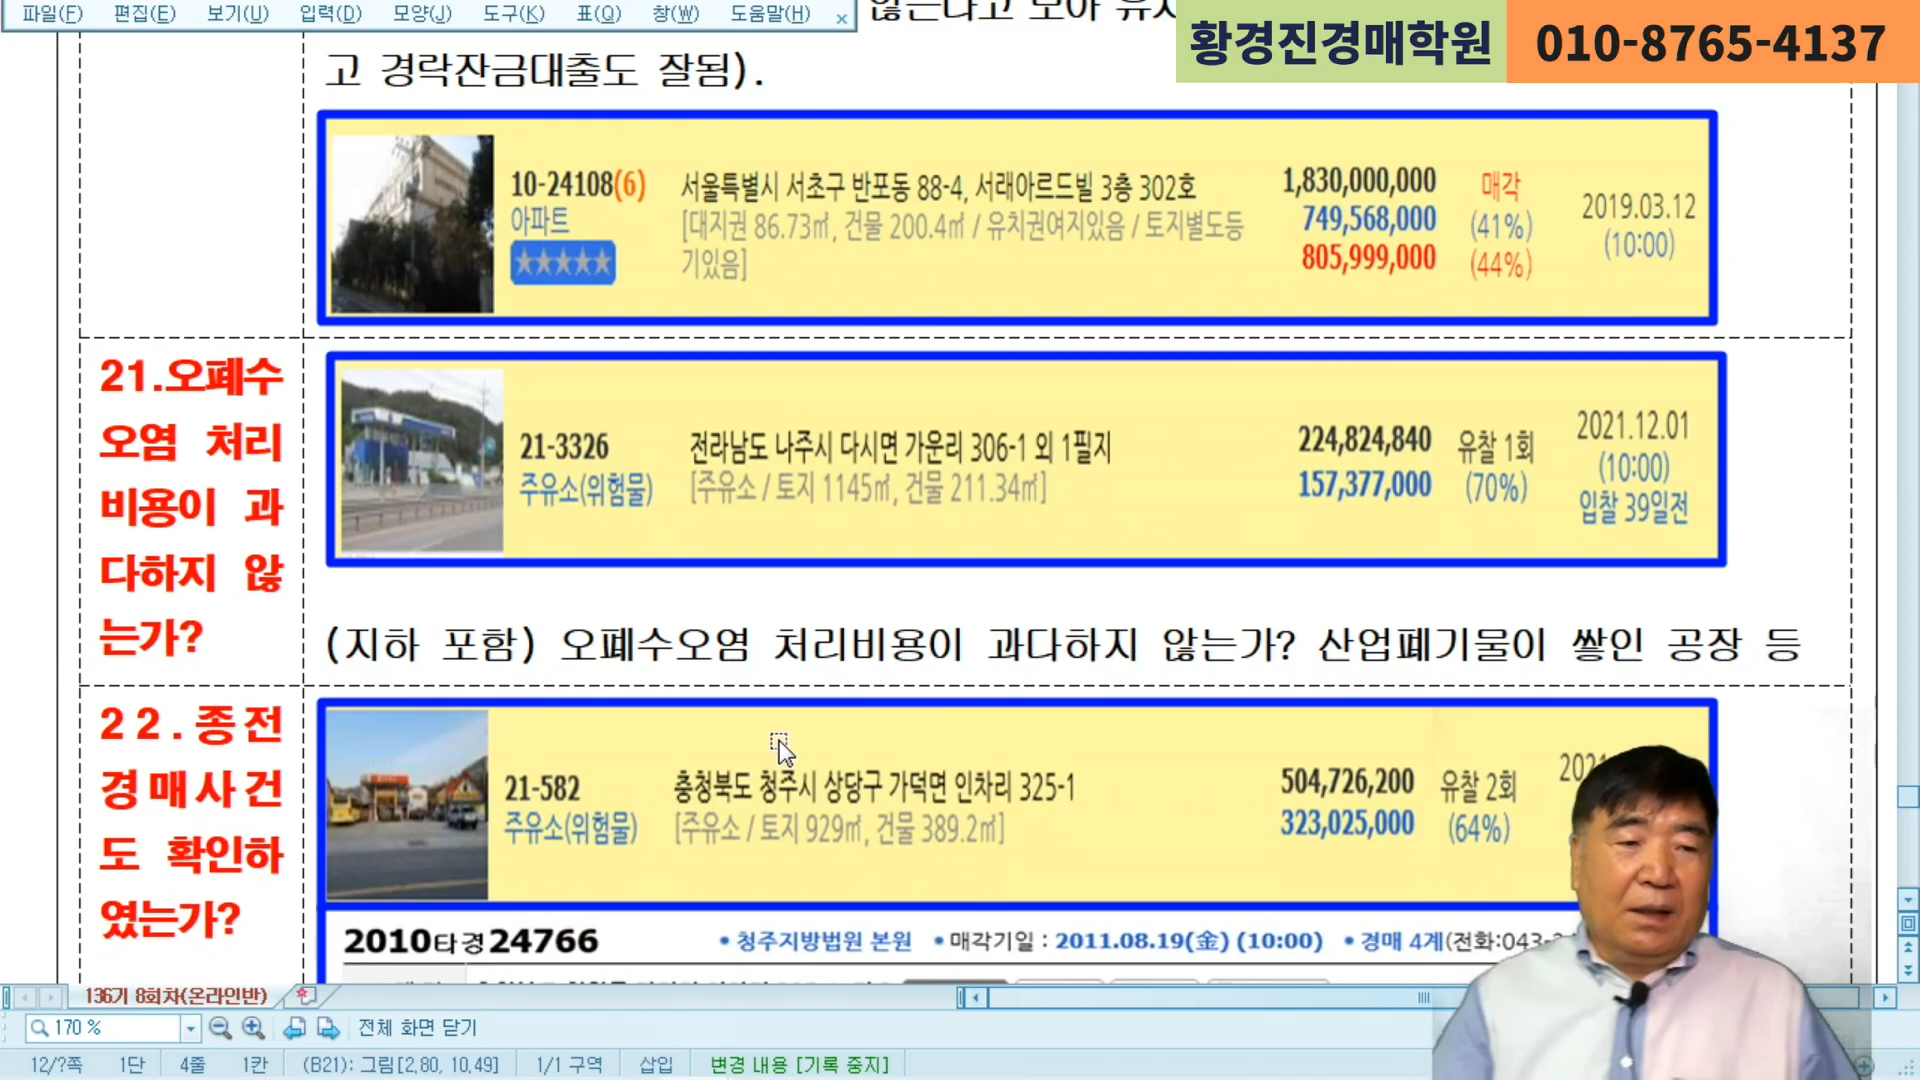 파일(F) 편집(E) 보기(U) 입력(D) 모양(J) 도구(K) 표(Q) 창(W) 도움말(H)
황경진경매학원 010-8765-4137
고 경락잔금대출도 잘됨).
10-24108(6)
아파트
★★★★★
서울특별시 서초구 반포동 88-4, 서래아르드빌 3층 302호
[대지권 86.73㎡, 건물 200.4㎡ / 유치권여지있음 / 토지별도등
기있음]
1,830,000,000
749,568,000
805,999,000
매각
(41%)
(44%)
2019.03.12
(10:00)
21.오폐수
오염 처리
비용이 과
다하지 않
는가?
21-3326
주유소(위험물)
전라남도 나주시 다시면 가운리 306-1 외 1필지
[주유소 / 토지 1145㎡, 건물 211.34㎡]
224,824,840
157,377,000
유찰 1회
(70%)
2021.12.01
(10:00)
입찰 39일전
(지하 포함) 오폐수오염 처리비용이 과다하지 않는가? 산업폐기물이 쌓인 공장 등
22.종전
경매사건
도 확인하
였는가?
21-582
주유소(위험물)
충청북도 청주시 상당구 가덕면 인차리 325-1
[주유소 / 토지 929㎡, 건물 389.2㎡]
504,726,200
323,025,000
유찰 2회
(64%)
2010타경24766 • 청주지방법원 본원 • 매각기일 : 2011.08.19(金) (10:00) • 경매 4계(전화:043-
136기 8회차(온라인반)
170 % 전체 화면 닫기
12/?쪽 1단 4줄 1칸 (B21): 그림[2,80, 10,49] 1/1 구역 삽입 변경 내용 [기록 중지]